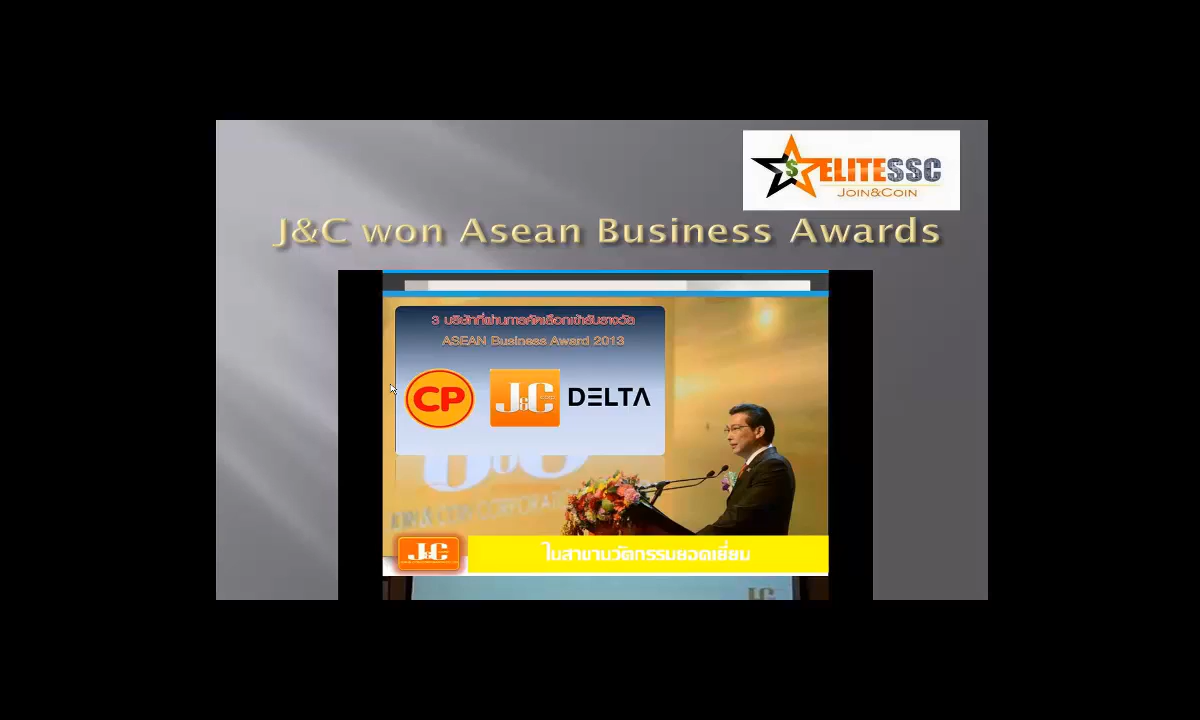 ELITESSC
JOIN&COIN
J&C won Asean Business Awards
3 บริษัทที่ผ่านการคัดเลือกเข้ารับรางวัล
ASEAN Business Award 2013
CP
J&C
DELTA
JOIN & COIN CORPORATION
J&C
ในสาขานวัตกรรมยอดเยี่ยม